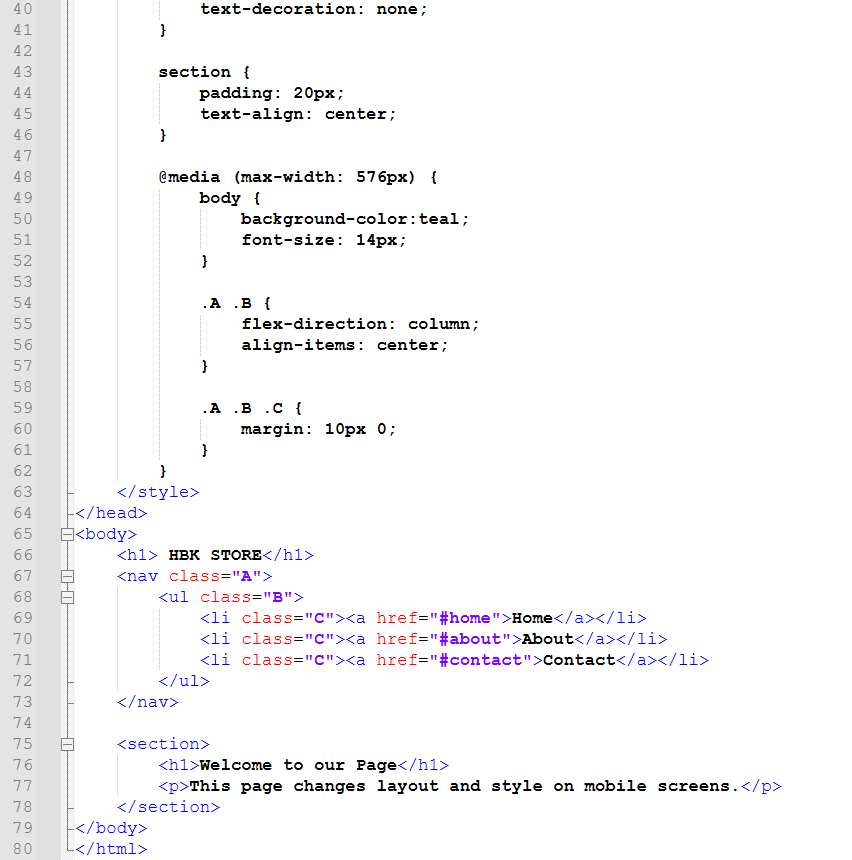 40 text-decoration: none;
41 }
42
43 section {
44 padding: 20px;
45 text-align: center;
46 }
47
48 @media (max-width: 576px) {
49 body {
50 background-color:teal;
51 font-size: 14px;
52 }
53
54 .A .B {
55 flex-direction: column;
56 align-items: center;
57 }
58
59 .A .B .C {
60 margin: 10px 0;
61 }
62 }
63 </style>
64 </head>
65 <body>
66 <h1> HBK STORE</h1>
67 <nav class="A">
68 <ul class="B">
69 <li class="C"><a href="#home">Home</a></li>
70 <li class="C"><a href="#about">About</a></li>
71 <li class="C"><a href="#contact">Contact</a></li>
72 </ul>
73 </nav>
74
75 <section>
76 <h1>Welcome to our Page</h1>
77 <p>This page changes layout and style on mobile screens.</p>
78 </section>
79 </body>
80 </html>